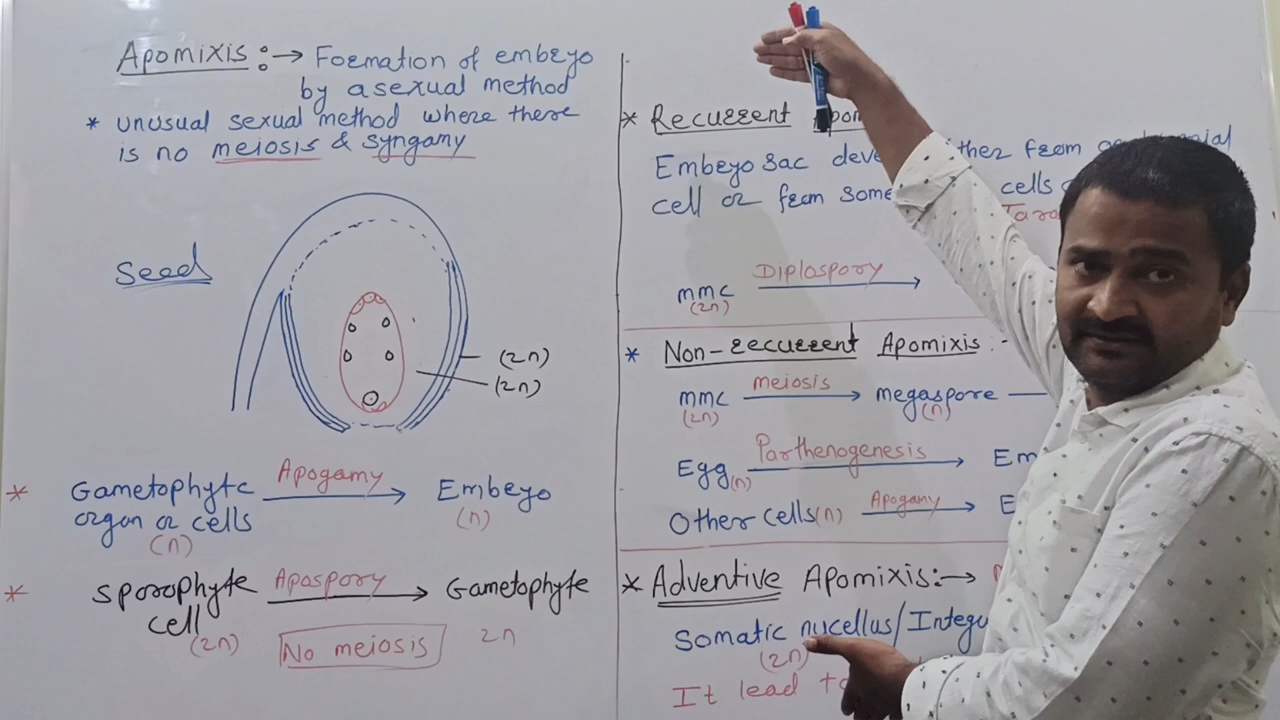 Apomixis :→ Formation of embryo
by asexual method
* unusual sexual method where there
is no meiosis & syngamy
Seed
(2n)
(2n)
* Gametophyte Apogamy Embryo
organ or cells (n)
(n)
* Sporophyte Apospory Gametophyte
cell
(2n) No meiosis 2n
* Recurrent
Embryo sac
cell or from some cells
mmc Diplospory
(2n)
* Non-recurrent Apomixis :-
mmc meiosis megaspore
(2n) (n)
Egg(n) Parthenogenesis
Other cells(n) Apogamy
* Adventive Apomixis:→
Somatic nucellus/
(2n)
It lead to